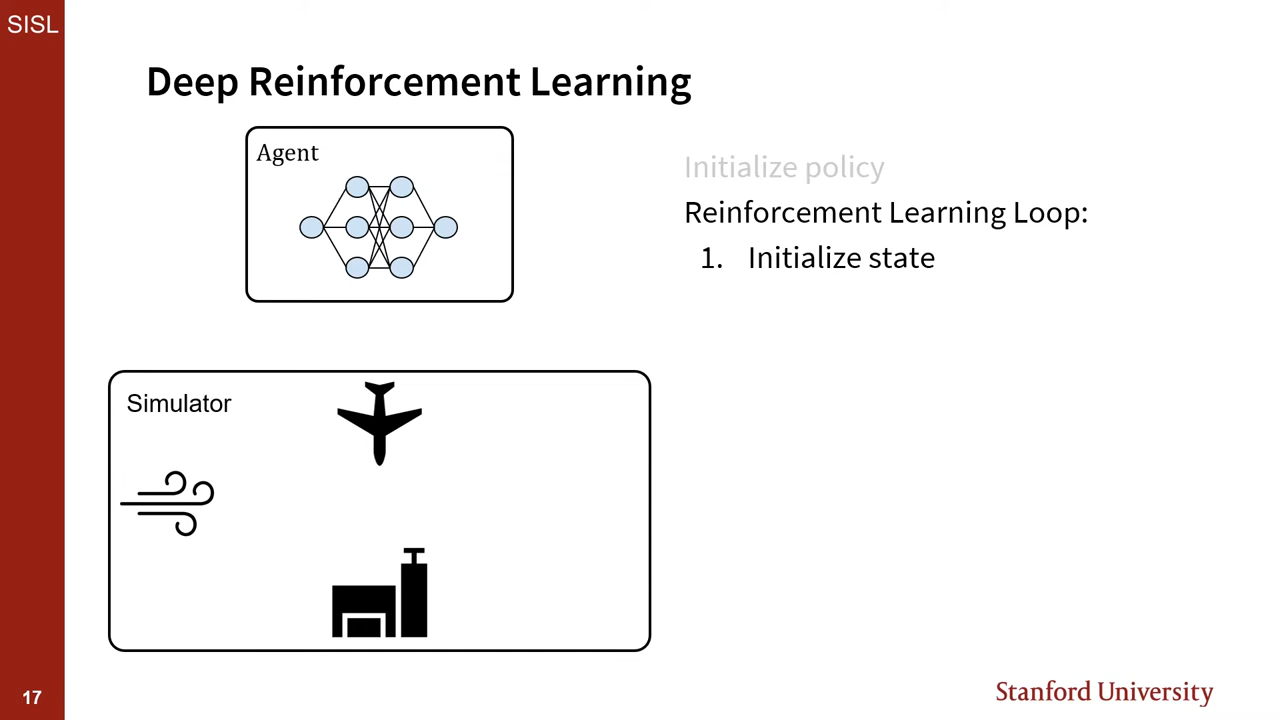 SISL
Deep Reinforcement Learning
Agent
Initialize policy
Reinforcement Learning Loop:
1. Initialize state
Simulator
17
Stanford University